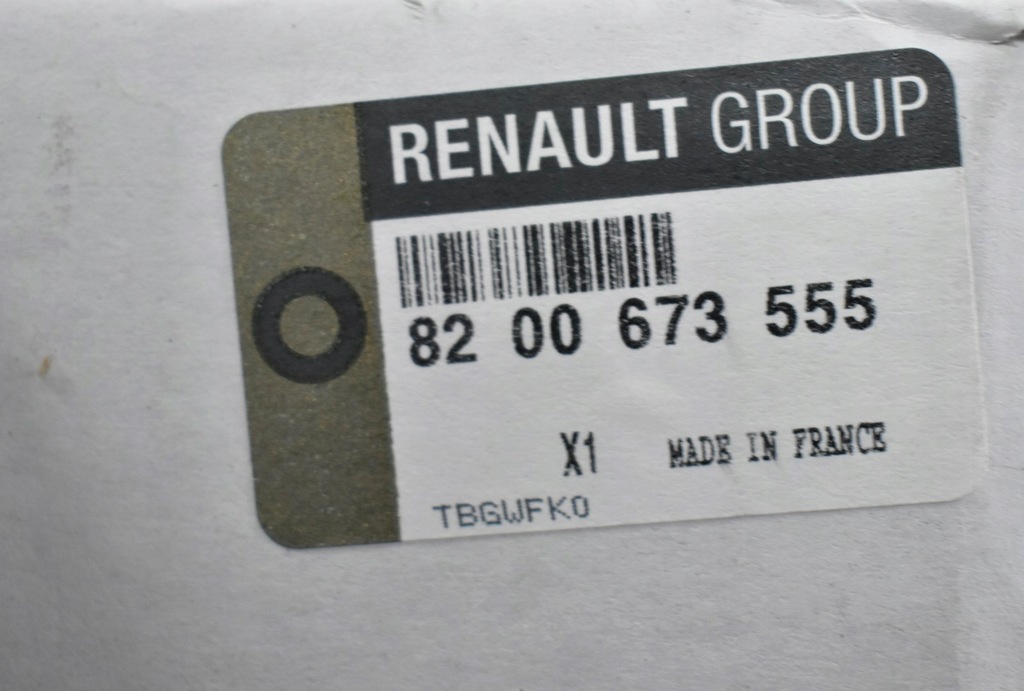 RENAULT GROUP
82 00 673 555
X1 MADE IN FRANCE
TBGWFK0